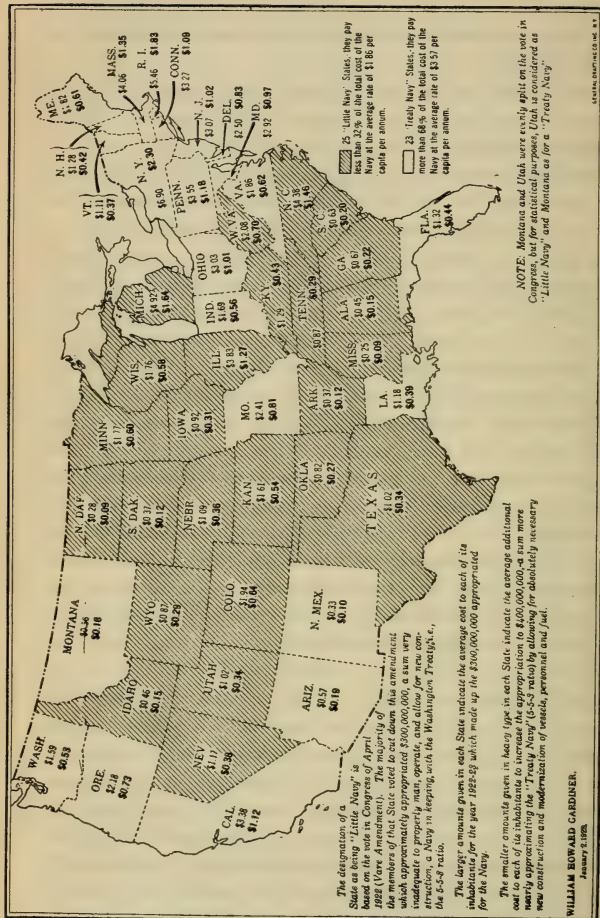 WASH.
$1.59
$0.53
ORE.
$2.18
$0.73
CAL.
$3.38
$1.12
NEV.
$1.17
$0.38
IDAHO
$0.46
$0.15
MONTANA
$0.18
WYO.
$0.87
$0.29
UTAH
$1.02
$0.34
ARIZ.
$0.57
$0.19
COLO.
$1.94
$0.64
N. MEX.
$0.33
$0.10
N. DAK
$0.28
$0.09
S. DAK
$0.37
$0.12
NEBR
$1.09
$0.36
KAN.
$1.61
$0.54
OKLA
$0.82
$0.27
TEXAS
$1.02
$0.34
MINN
$1.77
$0.60
IOWA
$0.92
$0.31
MO.
$2.41
$0.81
ARK.
$0.37
$0.12
LA.
$1.18
$0.39
WIS.
$1.76
$0.58
ILL.
$3.83
$1.27
MICH.
$4.92
$1.64
IND.
$1.69
$0.56
OHIO
$3.03
$1.01
KY.
$1.29
$0.43
TENN.
$0.87
$0.29
MISS.
$0.25
$0.09
ALA.
$0.45
$0.15
GA.
$0.67
$0.22
FLA.
$1.32
$0.44
S. C.
$0.63
$0.20
N. C.
$4.38
$1.46
VA.
$1.86
$0.62
W. VA.
$2.08
$0.70
PENN.
$3.55
$1.18
N. Y.
$6.90
$2.30
VT.
$1.11
$0.37
N. H.
$1.28
$0.42
ME.
$1.82
$0.61
MASS.
$4.06 $1.35
R. I.
$5.46 $1.83
CONN.
$3.27 $1.09
N. J.
$3.07 $1.02
DEL.
$2.50 $0.83
MD.
$2.92 $0.97
25 "Little Navy" States, they pay
less than 32% of the total cost of the
Navy at the average rate of $1.86 per
capita per annum.
23 "Treaty Navy" States, they pay
more than 68% of the total cost of the
Navy at the average rate of $3.57 per
capita per annum.
The designation of a
State as being "Little Navy" is
based on the vote in Congress of April
1922 (Vare Amendment). The majority of
the members of that State voted to cut down this amendment
which approximately appropriated $300,000,000, a sum very
inadequate to properly man, operate, and allow for new con-
struction, a Navy in keeping, with the Washington Treaty, i.e.,
the 5-5-3 ratio.
The larger amounts given in each State indicate the average cost to each of its
inhabitants for the year 1922-23 which made up the $300,000,000 appropriated
for the Navy.
The smaller amounts given in heavy type in each State indicate the average additional
cost to each of its inhabitants to increase the appropriation to $400,000,000,-a sum more
nearly approximating the "Treaty Navy" (5-5-3 ratio) by allowing for absolutely necessary
new construction and modernization of vessels, personnel and fuel.
WILLIAM HOWARD GARDINER.
January 2, 1923.
NOTE: Montana and Utah were evenly split on the vote in
Congress, but for statistical purposes, Utah is considered as
"Little Navy" and Montana as for a "Treaty Navy"
GENERAL DRAFTING CO. INC. N.Y.